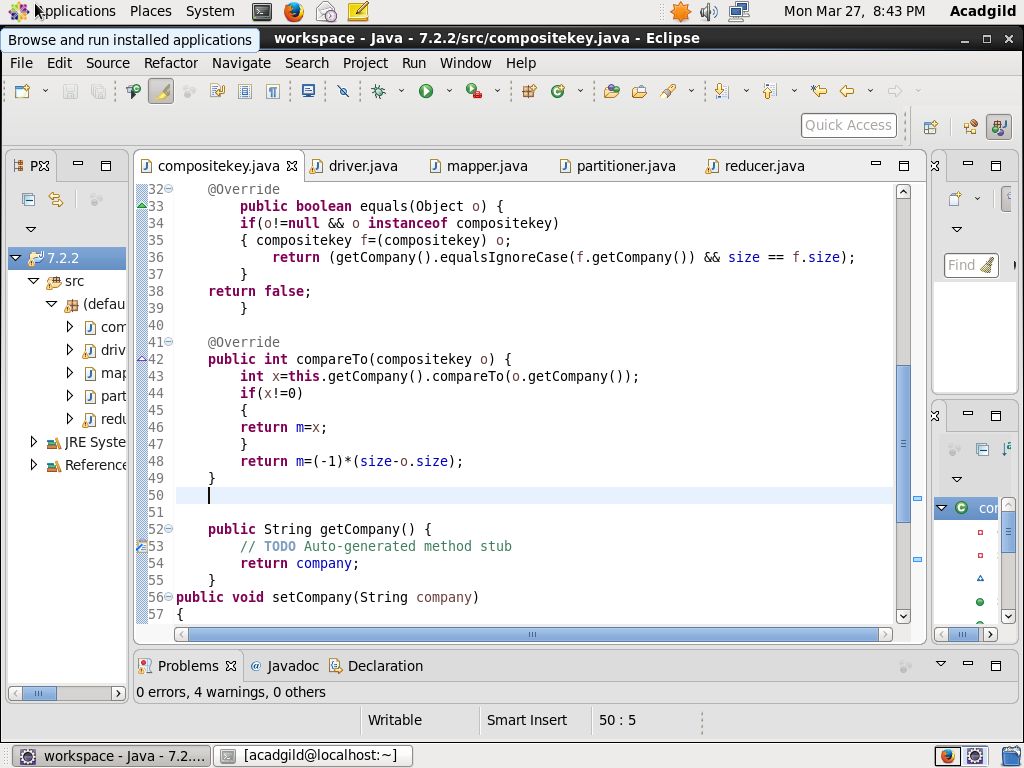 Applications Places System Mon Mar 27, 8:43 PM Acadgild
Browse and run installed applications
workspace - Java - 7.2.2/src/compositekey.java - Eclipse
File Edit Source Refactor Navigate Search Project Run Window Help
Quick Access
P compositekey.java driver.java mapper.java partitioner.java reducer.java
7.2.2
src
(defau
com
driv
map
part
redu
JRE Syste
Reference
32 @Override
33 public boolean equals(Object o) {
34 if(o!=null && o instanceof compositekey)
35 { compositekey f=(compositekey) o;
36 return (getCompany().equalsIgnoreCase(f.getCompany()) && size == f.size);
37 }
38 return false;
39 }
40
41 @Override
42 public int compareTo(compositekey o) {
43 int x=this.getCompany().compareTo(o.getCompany());
44 if(x!=0)
45 {
46 return m=x;
47 }
48 return m=(-1)*(size-o.size);
49 }
50
51
52 public String getCompany() {
53 // TODO Auto-generated method stub
54 return company;
55 }
56 public void setCompany(String company)
57 {
Find
con
Problems Javadoc Declaration
0 errors, 4 warnings, 0 others
Writable Smart Insert 50 : 5
workspace - Java - 7.2.... [acadgild@localhost:~]